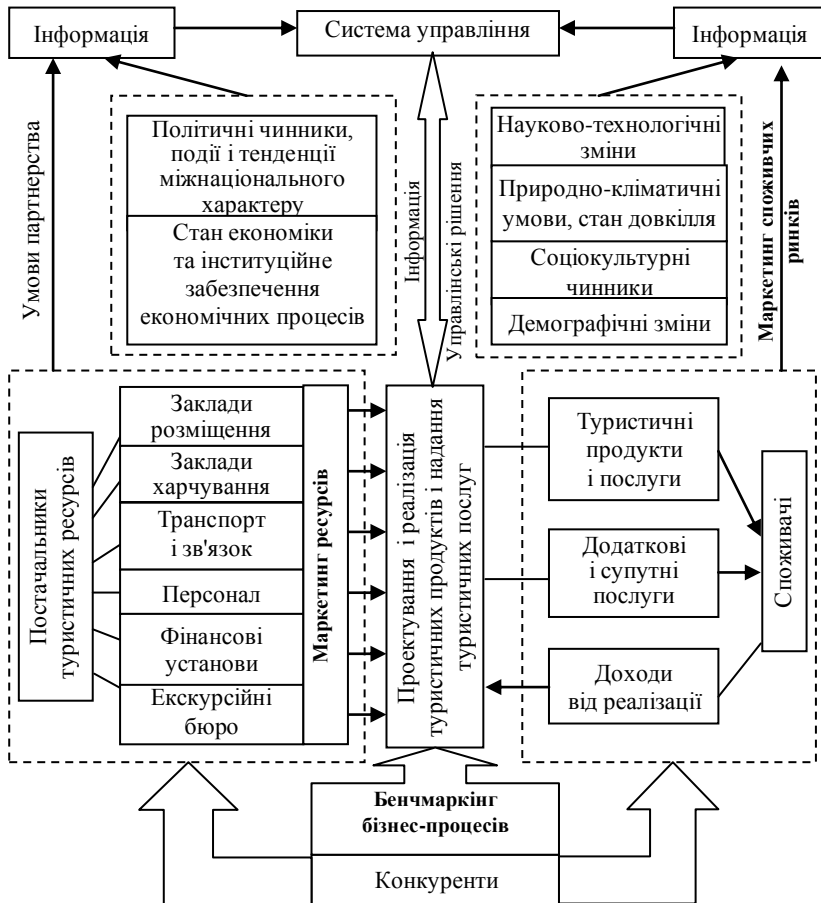 Інформація
Система управління
Інформація
Умови партнерства
Політичні чинники,
події і тенденції
міжнаціонального
характеру
Стан економіки
та інституційне
забезпечення
економічних процесів
Інформація
Управлінські рішення
Науково-технологічні
зміни
Природно-кліматичні
умови, стан довкілля
Соціокультурні
чинники
Демографічні зміни
Маркетинг споживчих
ринків
Постачальники
туристичних ресурсів
Заклади
розміщення
Заклади
харчування
Транспорт
і зв'язок
Персонал
Фінансові
установи
Екскурсійні
бюро
Маркетинг ресурсів
Проектування і реалізація
туристичних продуктів і надання
туристичних послуг
Туристичні
продукти
і послуги
Додаткові
і супутні
послуги
Доходи
від реалізації
Споживачі
Бенчмаркінг
бізнес-процесів
Конкуренти